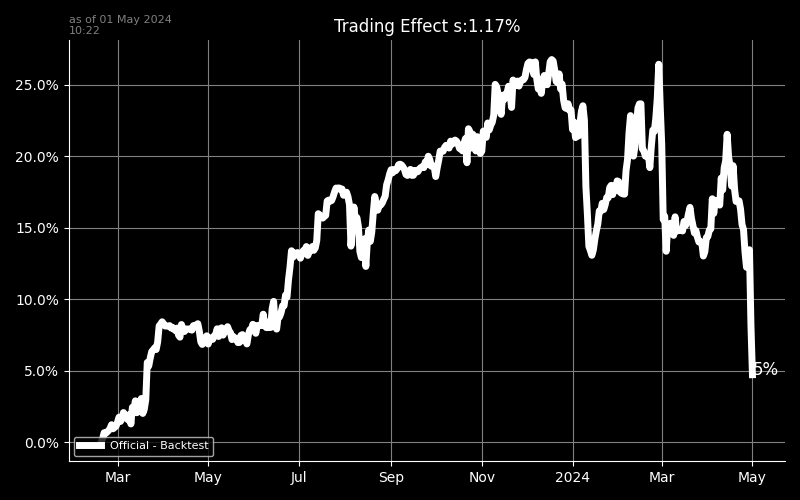 as of 01 May 2024
10:22
Trading Effect s:1.17%
25.0%
20.0%
15.0%
10.0%
5.0%
0.0%
5%
Official - Backtest
Mar May Jul Sep Nov 2024 Mar May